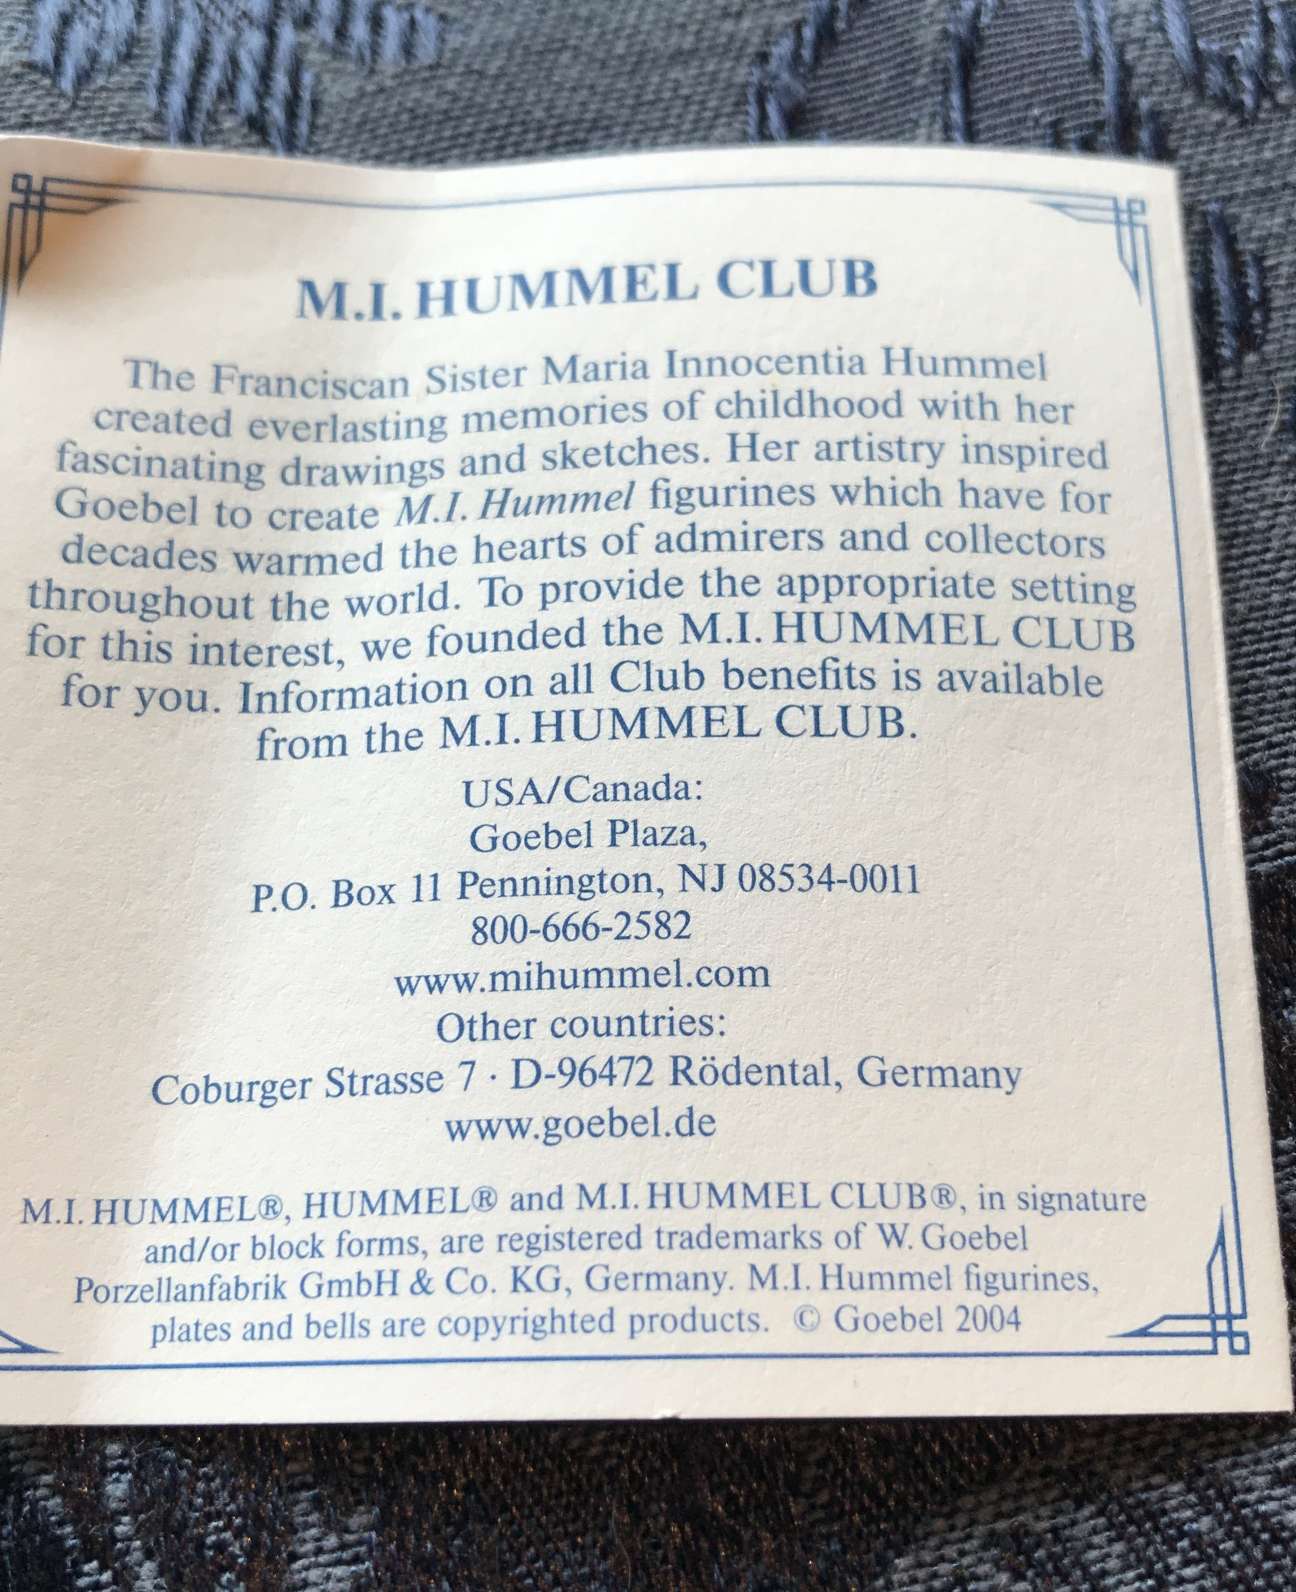 M.I. HUMMEL CLUB
The Franciscan Sister Maria Innocentia Hummel
created everlasting memories of childhood with her
fascinating drawings and sketches. Her artistry inspired
Goebel to create M.I. Hummel figurines which have for
decades warmed the hearts of admirers and collectors
throughout the world. To provide the appropriate setting
for this interest, we founded the M.I. HUMMEL CLUB
for you. Information on all Club benefits is available
from the M.I. HUMMEL CLUB.
USA/Canada:
Goebel Plaza,
P.O. Box 11 Pennington, NJ 08534-0011
800-666-2582
www.mihummel.com
Other countries:
Coburger Strasse 7 · D-96472 Rödental, Germany
www.goebel.de
M.I. HUMMEL®, HUMMEL® and M.I. HUMMEL CLUB®, in signature
and/or block forms, are registered trademarks of W. Goebel
Porzellanfabrik GmbH & Co. KG, Germany. M.I. Hummel figurines,
plates and bells are copyrighted products. © Goebel 2004